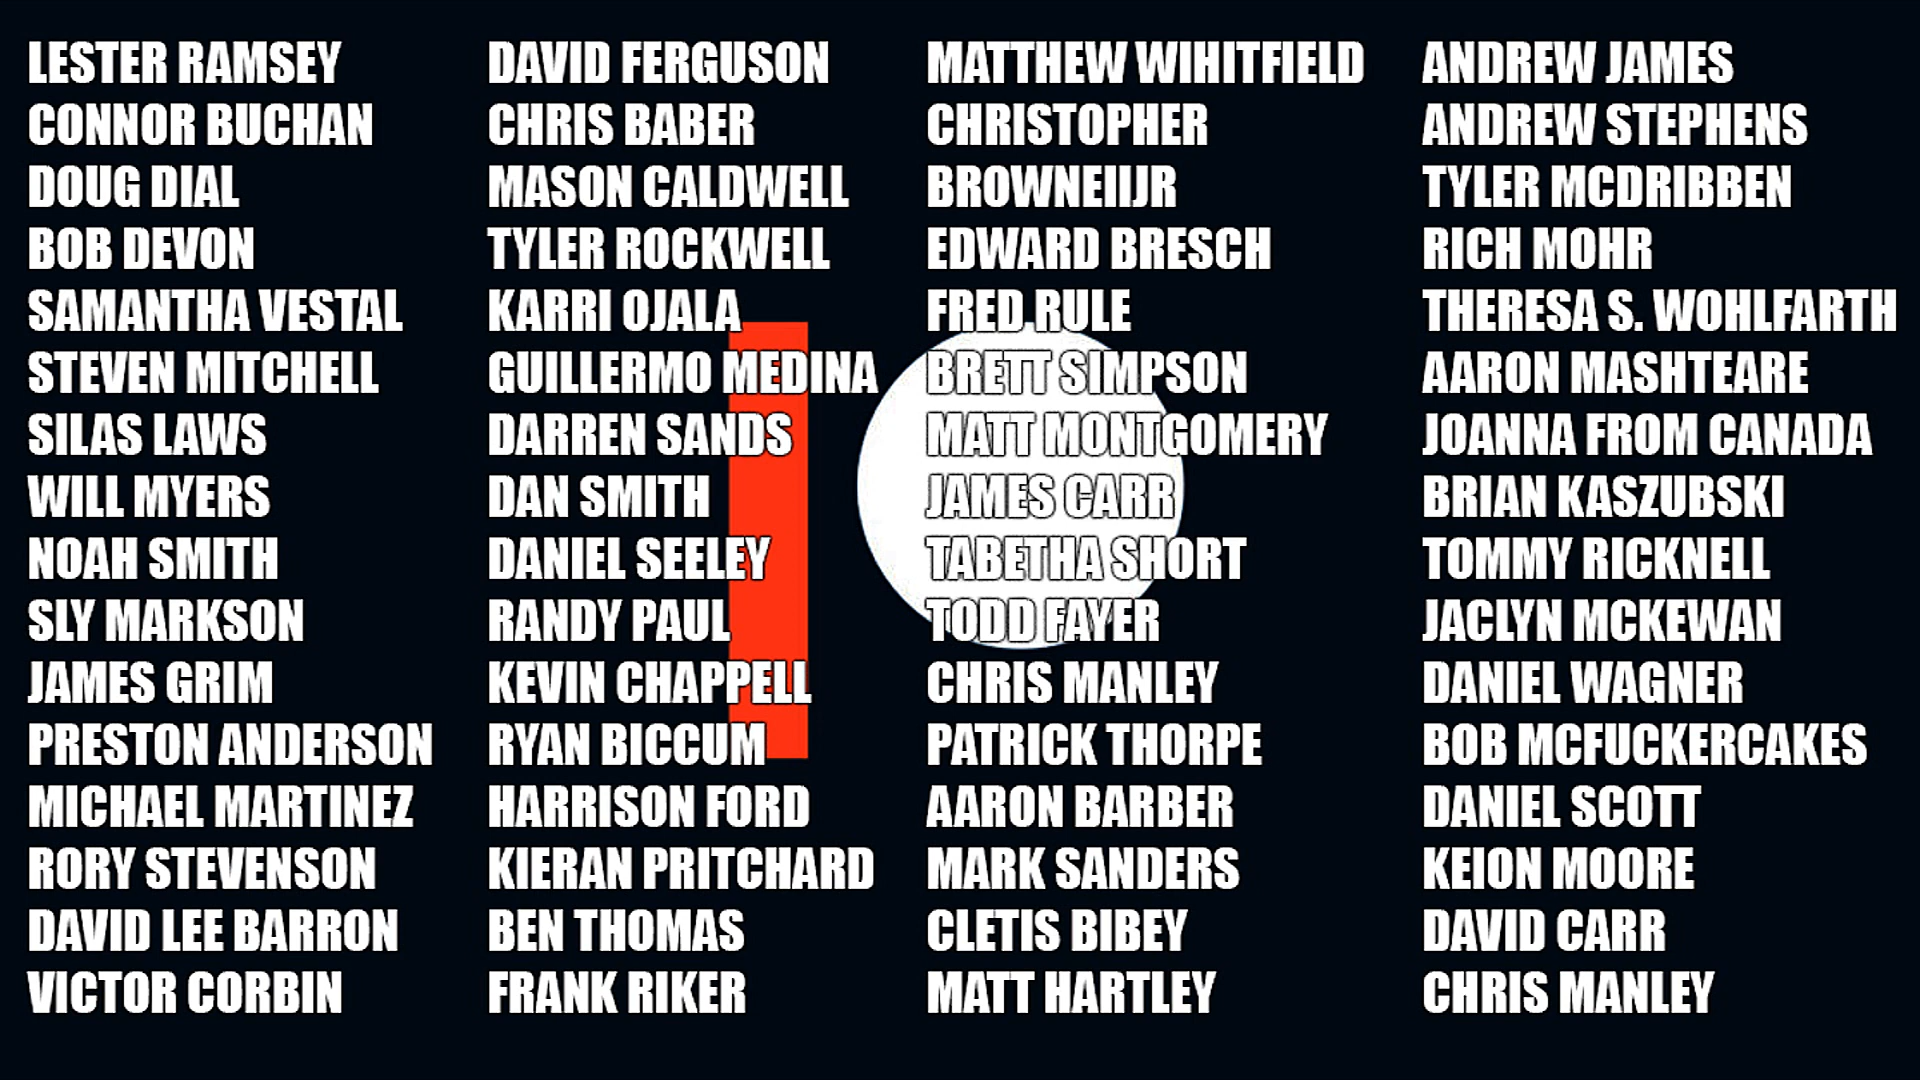 LESTER RAMSEY
CONNOR BUCHAN
DOUG DIAL
BOB DEVON
SAMANTHA VESTAL
STEVEN MITCHELL
SILAS LAWS
WILL MYERS
NOAH SMITH
SLY MARKSON
JAMES GRIM
PRESTON ANDERSON
MICHAEL MARTINEZ
RORY STEVENSON
DAVID LEE BARRON
VICTOR CORBIN
DAVID FERGUSON
CHRIS BABER
MASON CALDWELL
TYLER ROCKWELL
KARRI OJALA
GUILLERMO MEDINA
DARREN SANDS
DAN SMITH
DANIEL SEELEY
RANDY PAUL
KEVIN CHAPPELL
RYAN BICCUM
HARRISON FORD
KIERAN PRITCHARD
BEN THOMAS
FRANK RIKER
MATTHEW WIHITFIELD
CHRISTOPHER
BROWNEIIJR
EDWARD BRESCH
FRED RULE
BRETT SIMPSON
MATT MONTGOMERY
JAMES CARR
TABETHA SHORT
TODD FAYER
CHRIS MANLEY
PATRICK THORPE
AARON BARBER
MARK SANDERS
CLETIS BIBEY
MATT HARTLEY
ANDREW JAMES
ANDREW STEPHENS
TYLER MCDRIBBEN
RICH MOHR
THERESA S. WOHLFARTH
AARON MASHTEARE
JOANNA FROM CANADA
BRIAN KASZUBSKI
TOMMY RICKNELL
JACLYN MCKEWAN
DANIEL WAGNER
BOB MCFUCKERCAKES
DANIEL SCOTT
KEION MOORE
DAVID CARR
CHRIS MANLEY